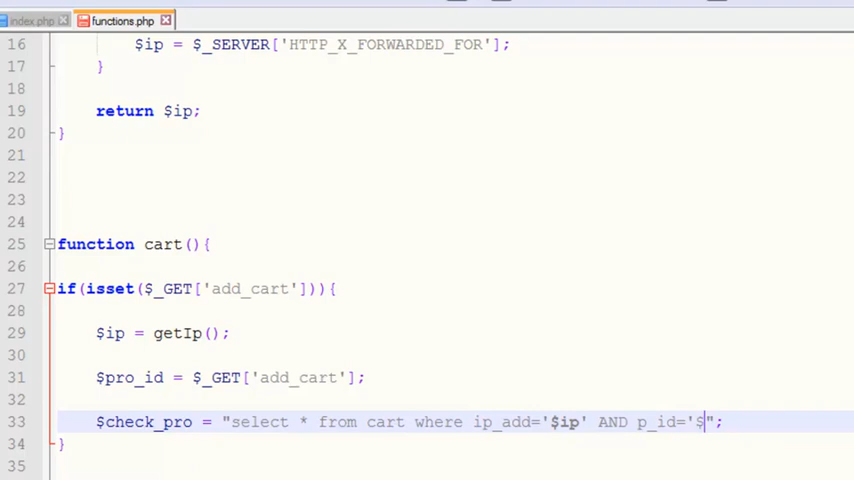 index.php functions.php
16 $ip = $_SERVER['HTTP_X_FORWARDED_FOR'];
17 }
18
19 return $ip;
20 }
21
22
23
24
25 function cart(){
26
27 if(isset($_GET['add_cart'])){
28
29 $ip = getIp();
30
31 $pro_id = $_GET['add_cart'];
32
33 $check_pro = "select * from cart where ip_add='$ip' AND p_id='$";
34 }
35